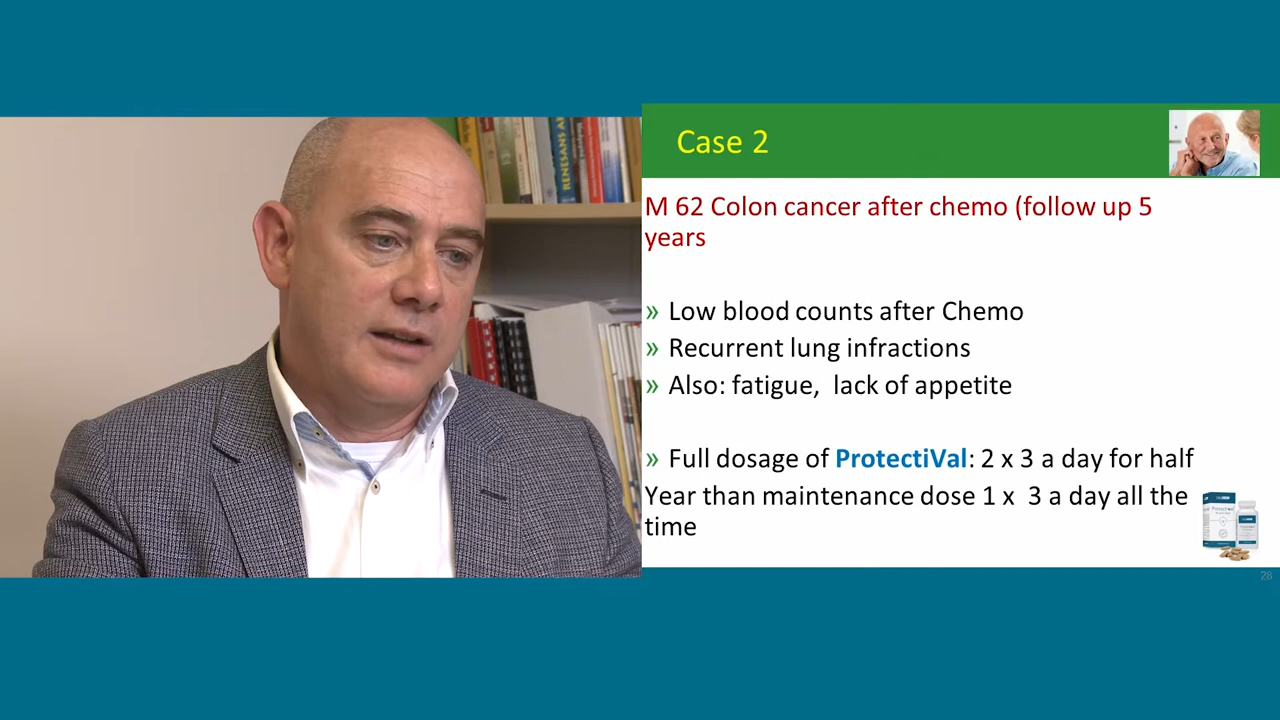 RENESANS A
Case 2
M 62 Colon cancer after chemo (follow up 5
years
» Low blood counts after Chemo
» Recurrent lung infractions
» Also: fatigue,  lack of appetite
» Full dosage of ProtectiVal: 2 x 3 a day for half
Year than maintenance dose 1 x  3 a day all the
time
28